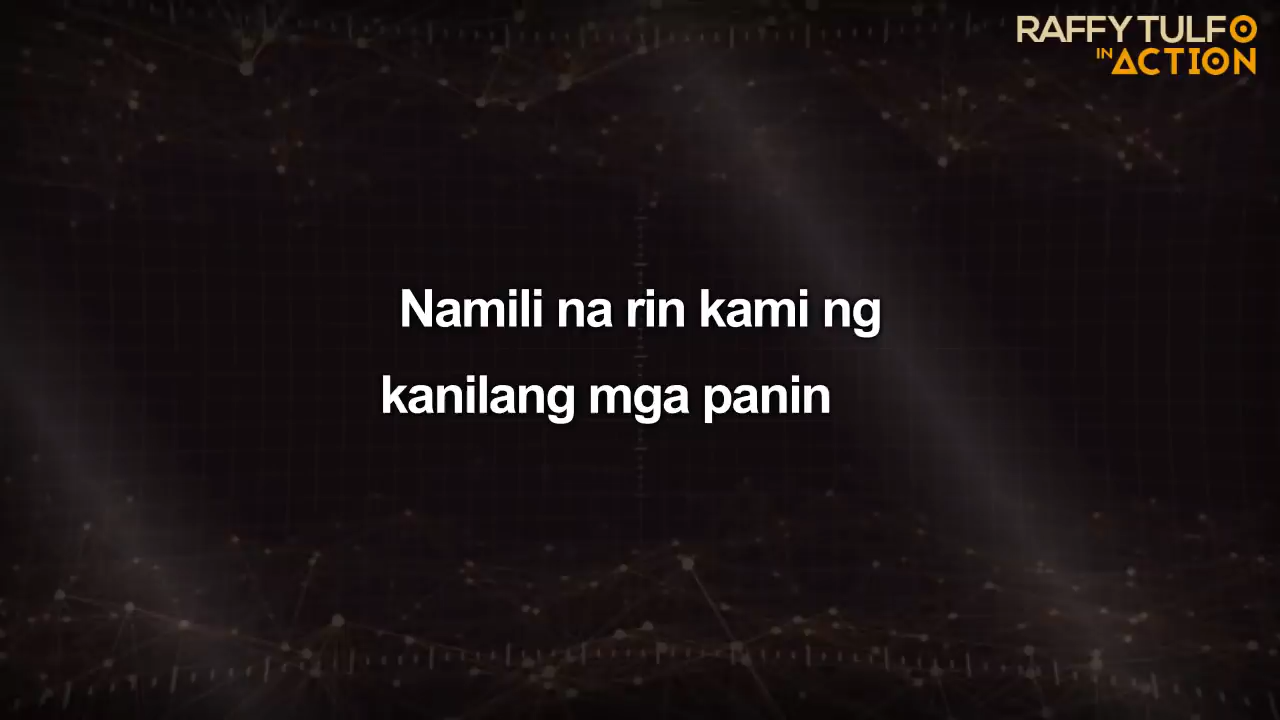 RAFFY TULFO
IN ACTION
Namili na rin kami ng
kanilang mga panin